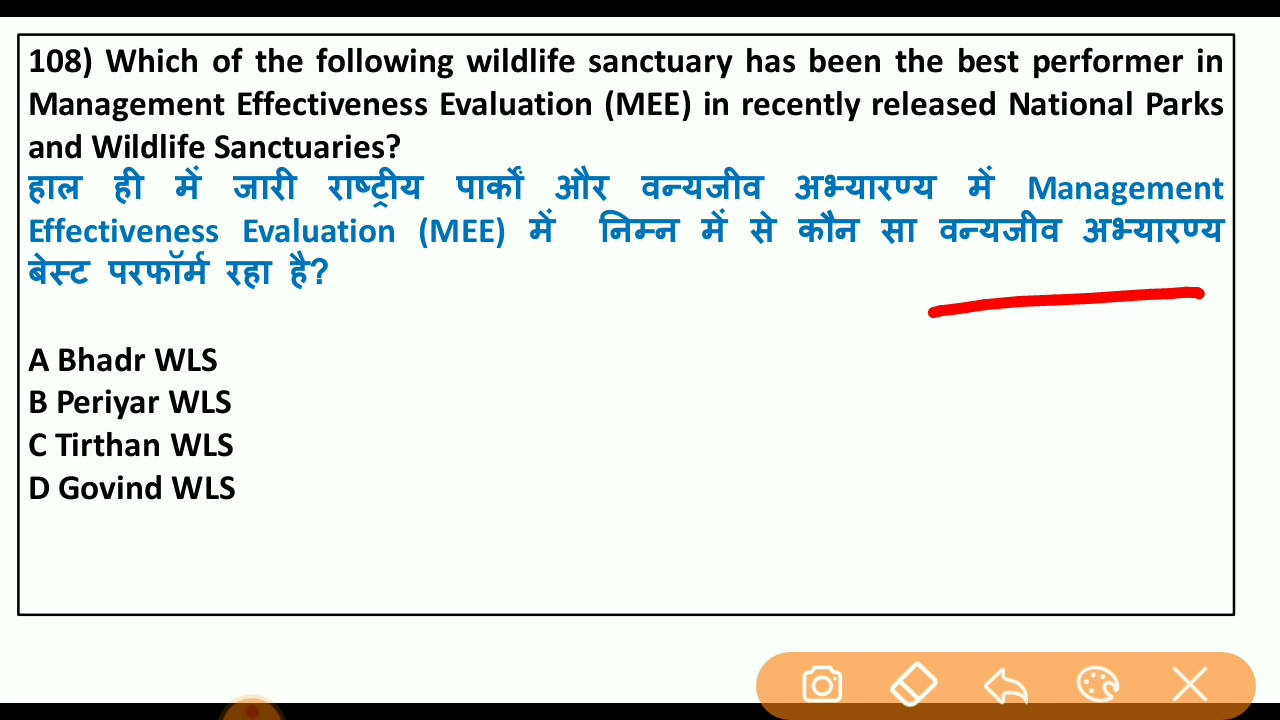 108) Which of the following wildlife sanctuary has been the best performer in
Management Effectiveness Evaluation (MEE) in recently released National Parks
and Wildlife Sanctuaries?
हाल ही में जारी राष्ट्रीय पार्कों और वन्यजीव अभ्यारण्य में Management
Effectiveness Evaluation (MEE) में निम्न में से कौन सा वन्यजीव अभ्यारण्य
बेस्ट परफॉर्म रहा है?
A Bhadr WLS
B Periyar WLS
C Tirthan WLS
D Govind WLS